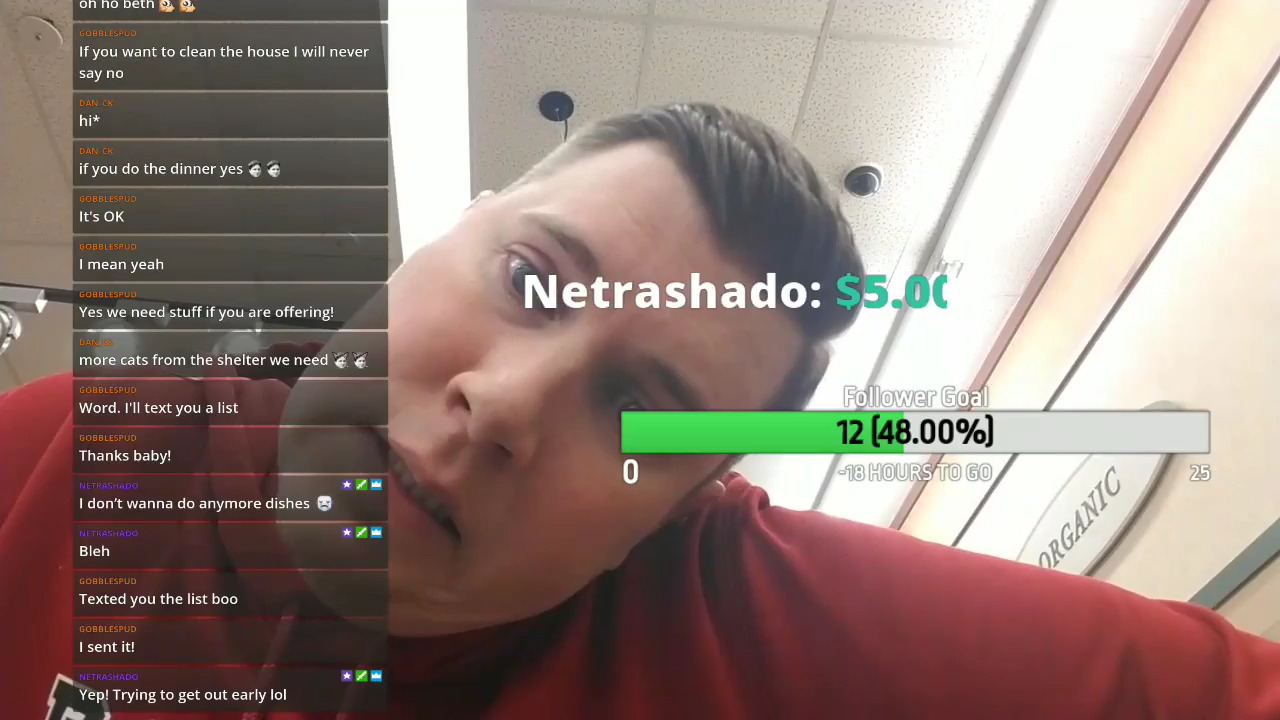 oh no beth
GOBBLESPUD
If you want to clean the house I will never
say no
DAN_CK
hi*
DAN_CK
if you do the dinner yes
GOBBLESPUD
It's OK
GOBBLESPUD
I mean yeah
GOBBLESPUD
Yes we need stuff if you are offering!
DAN_CK
more cats from the shelter we need
GOBBLESPUD
Word. I'll text you a list
GOBBLESPUD
Thanks baby!
NETRASHADO
I don’t wanna do anymore dishes
NETRASHADO
Bleh
GOBBLESPUD
Texted you the list boo
GOBBLESPUD
I sent it!
NETRASHADO
Yep! Trying to get out early lol
Netrashado: $5.00
Follower Goal
12 (48.00%)
0
-18 HOURS TO GO
25
ORGANIC